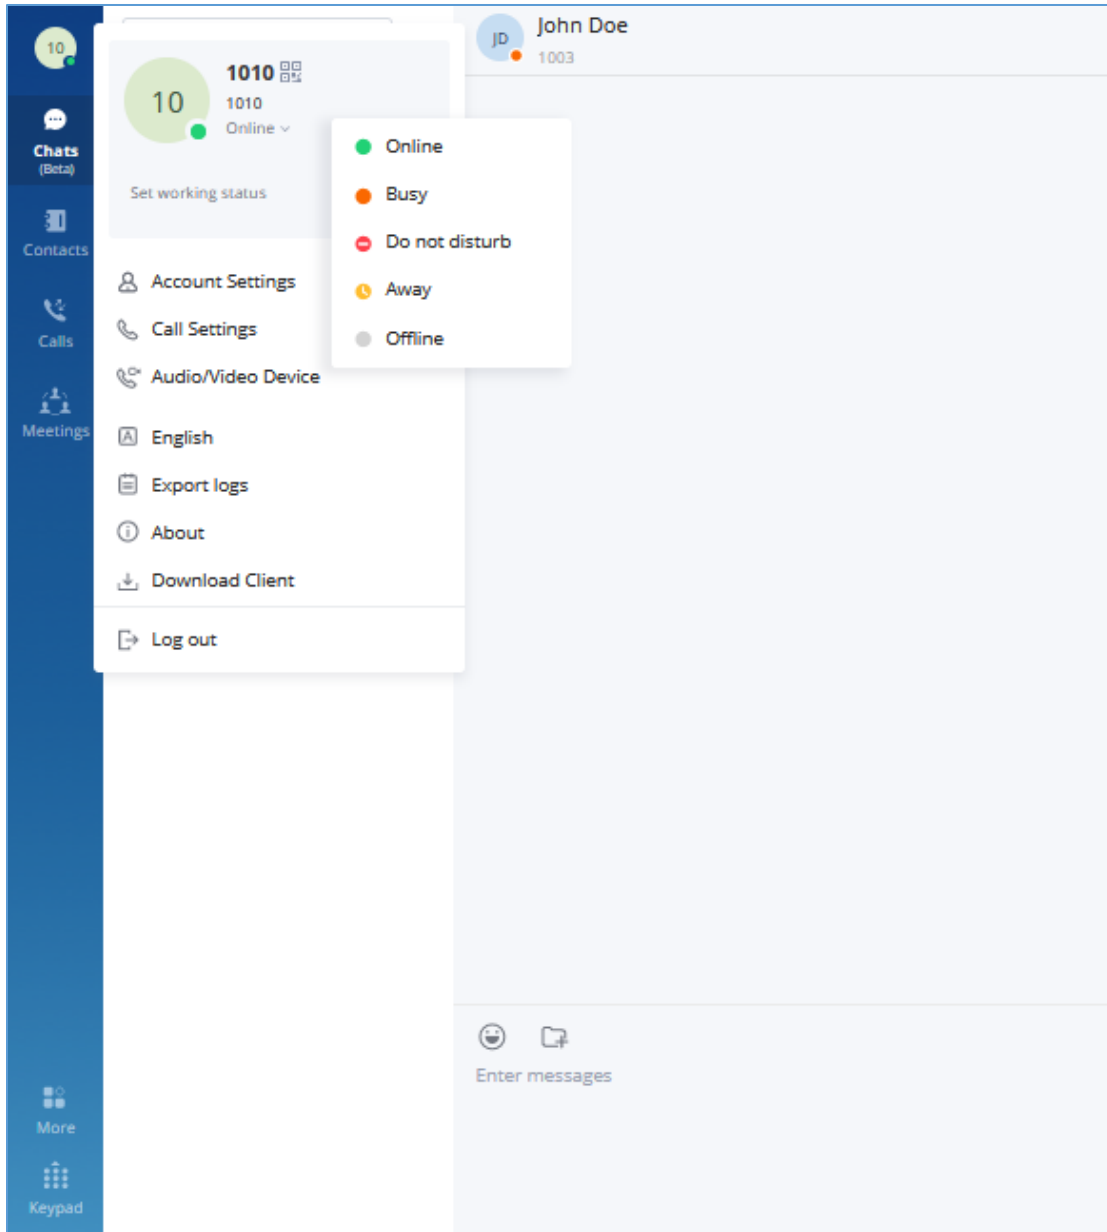 10
Chats
(Beta)
Contacts
Calls
Meetings
More
Keypad
10
1010
1010
Online
Set working status
Online
Busy
Do not disturb
Away
Offline
Account Settings
Call Settings
Audio/Video Device
English
Export logs
About
Download Client
Log out
JD
John Doe
1003
Enter messages